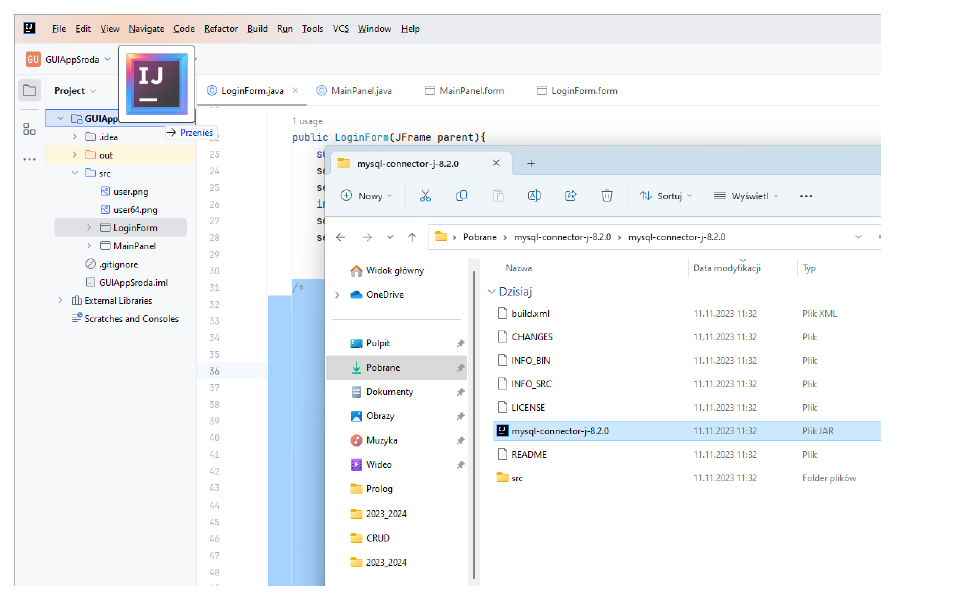 File Edit View Navigate Code Refactor Build Run Tools VCS Window Help
GU GUIAppSroda
IJ
Project
LoginForm.java MainPanel.java MainPanel.form LoginForm.form
GUIApp
Przenieś
.idea
out
src
user.png
user64.png
LoginForm
MainPanel
.gitignore
GUIAppSroda.iml
External Libraries
Scratches and Consoles
1 usage
public LoginForm(JFrame parent){
23
24
25
26
27
28
29
30
31 /*
32
33
34
35
36
37
38
39
40
41
42
43
44
45
46
47
48
mysql-connector-j-8.2.0
Nowy Sortuj Wyświetl
Pobrane > mysql-connector-j-8.2.0 > mysql-connector-j-8.2.0
Widok główny
OneDrive
Pulpit
Pobrane
Dokumenty
Obrazy
Muzyka
Wideo
Prolog
2023_2024
CRUD
2023_2024
Nazwa Data modyfikacji Typ
Dzisiaj
build.xml 11.11.2023 11:32 Plik XML
CHANGES 11.11.2023 11:32 Plik
INFO_BIN 11.11.2023 11:32 Plik
INFO_SRC 11.11.2023 11:32 Plik
LICENSE 11.11.2023 11:32 Plik
mysql-connector-j-8.2.0 11.11.2023 11:32 Plik JAR
README 11.11.2023 11:32 Plik
src 11.11.2023 11:32 Folder plików